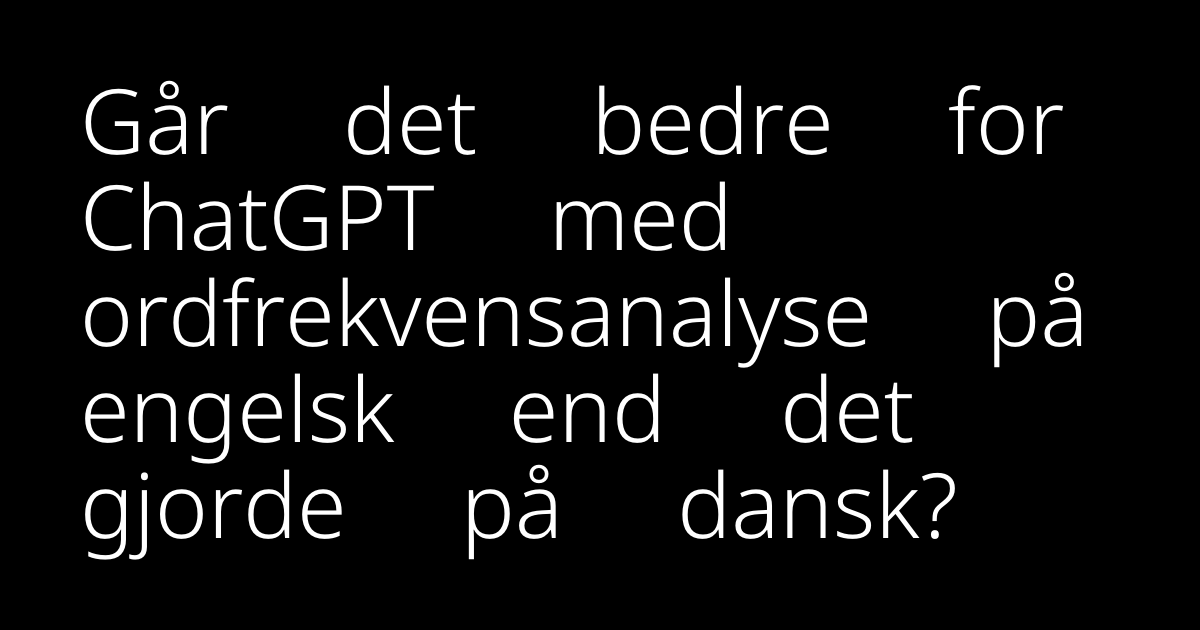 Går det bedre for
ChatGPT med
ordfrekvensanalyse på
engelsk end det
gjorde på dansk?